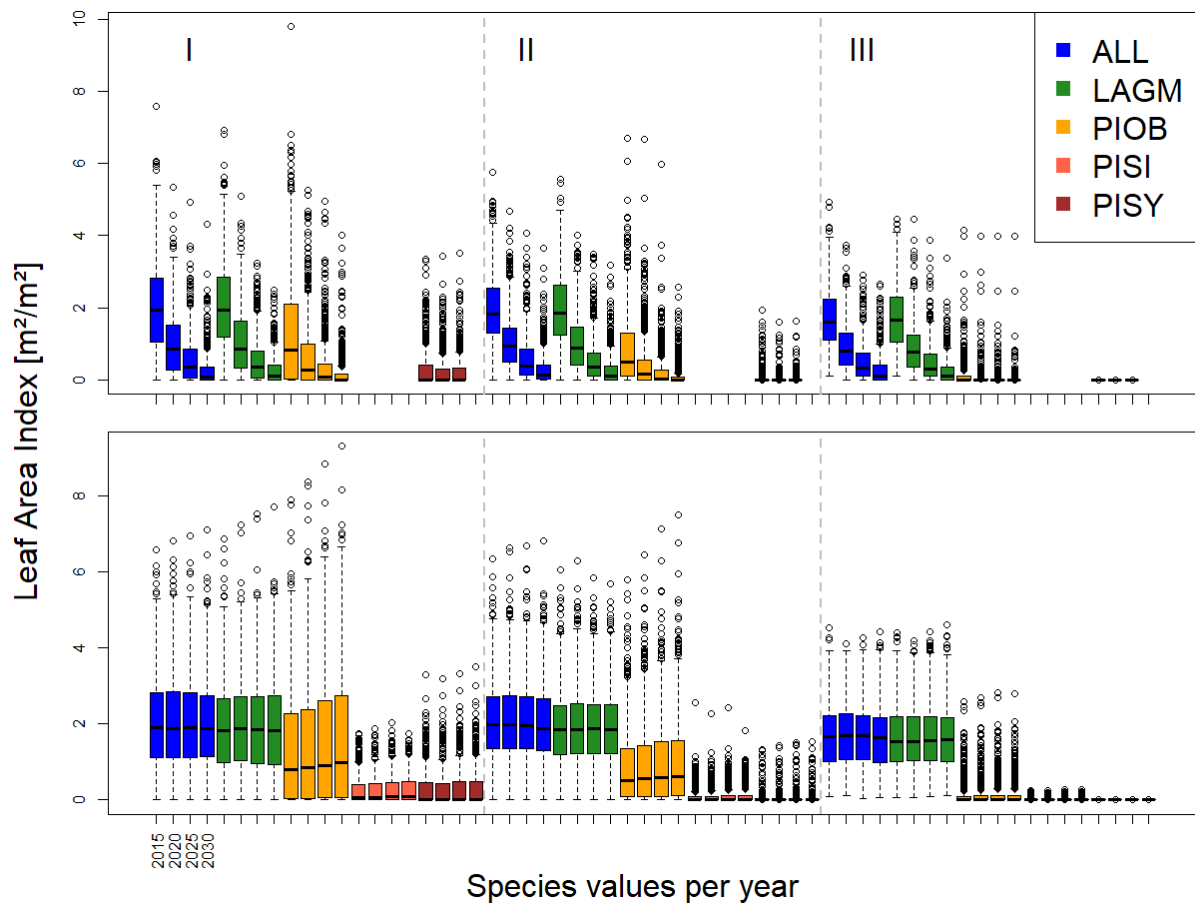 I II III
ALL
LAGM
PIOB
PISI
PISY
10
8
6
4
2
0
Leaf Area Index [m²/m²]
8
6
4
2
0
2015
2020
2025
2030
Species values per year